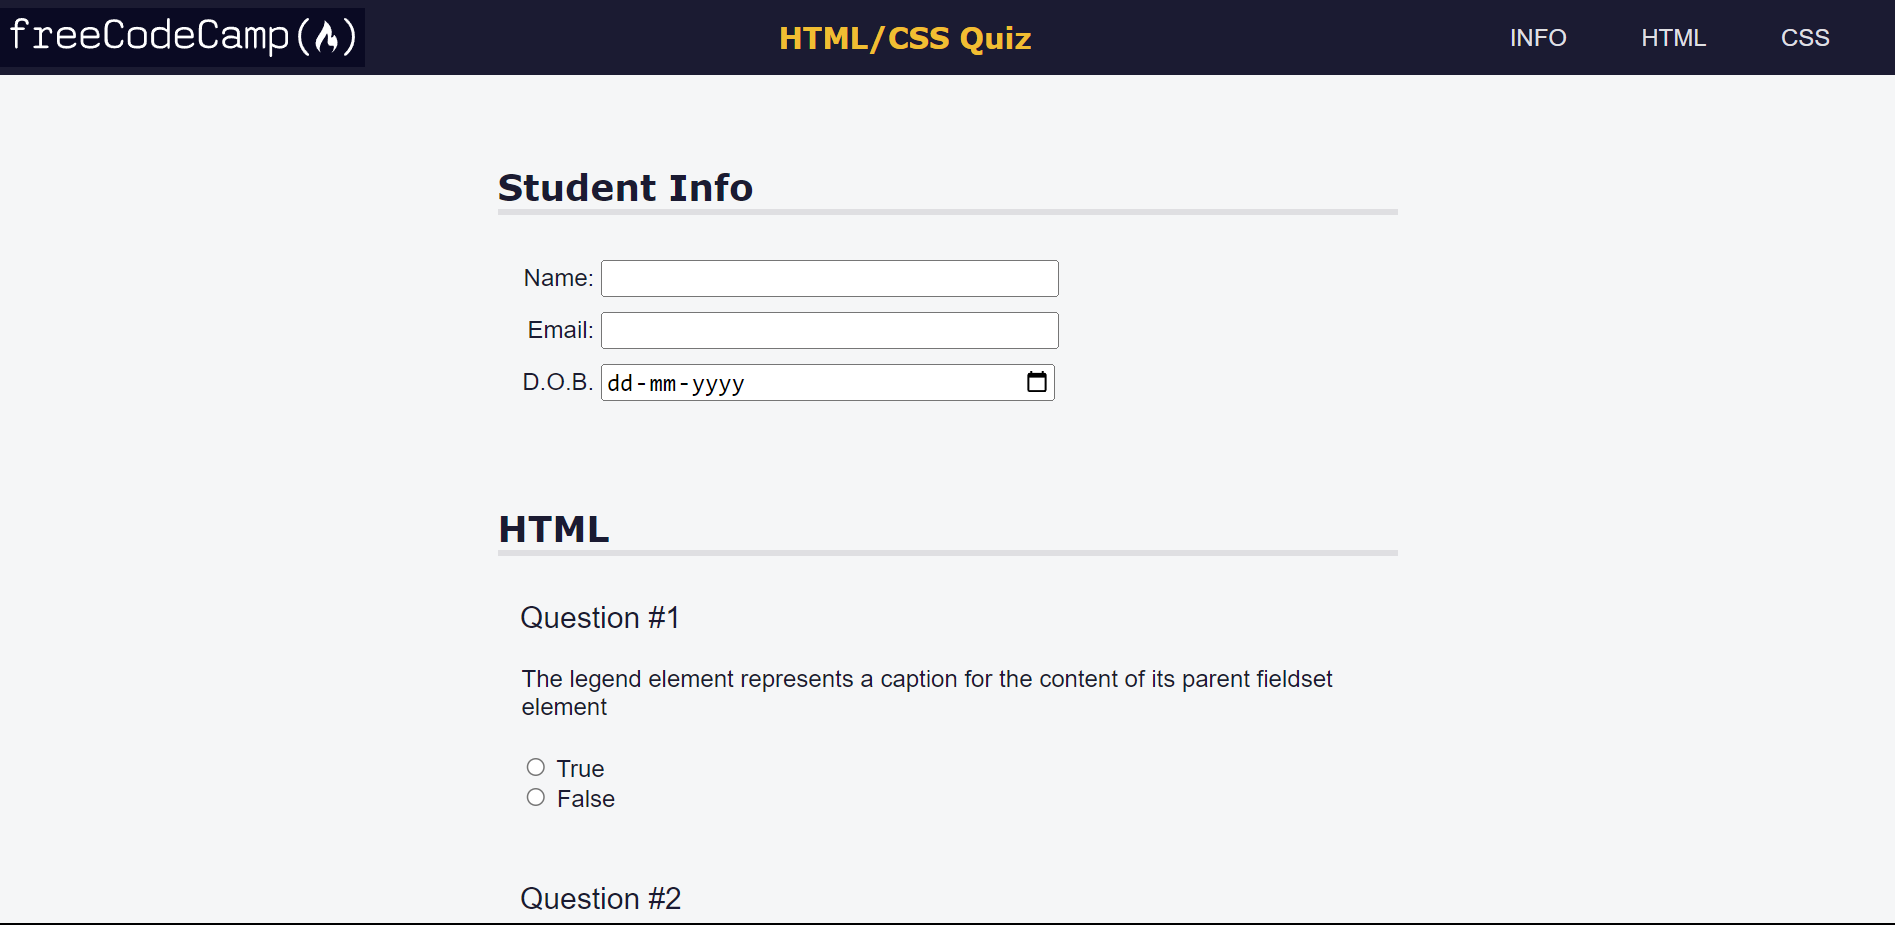 freeCodeCamp
HTML/CSS Quiz
INFO
HTML
CSS
Student Info
Name:
Email:
D.O.B.
dd-mm-yyyy
HTML
Question #1
The legend element represents a caption for the content of its parent fieldset
element
True
False
Question #2